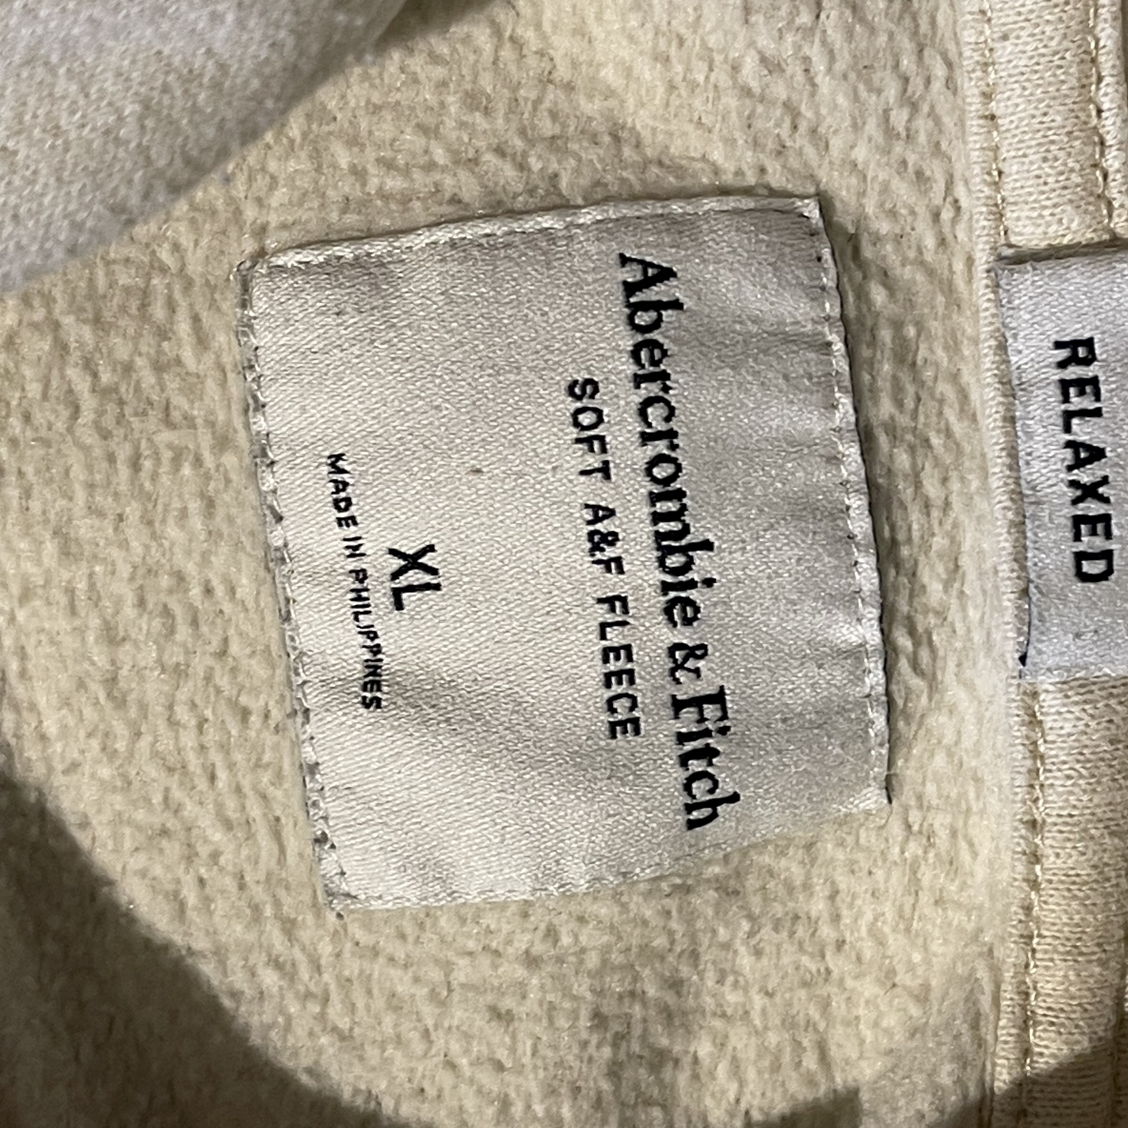 RELAXED
Abercrombie & Fitch
SOFT A&F FLEECE
XL
MADE IN PHILIPPINES